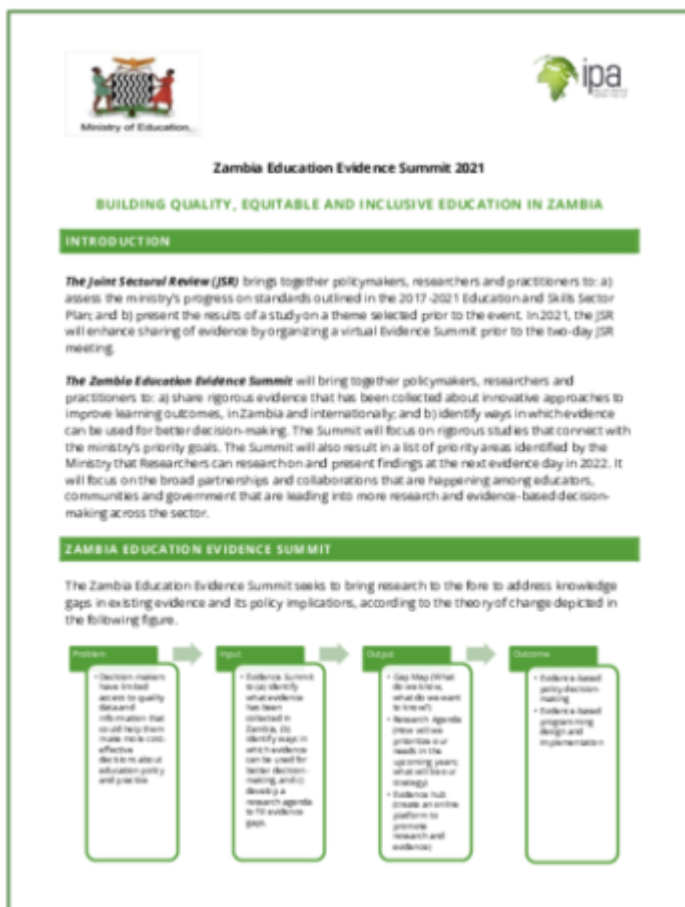 Ministry of Education
ipa
Zambia Education Evidence Summit 2021
BUILDING QUALITY, EQUITABLE AND INCLUSIVE EDUCATION IN ZAMBIA
INTRODUCTION
The Joint Sectoral Review (JSR) brings together policymakers, researchers and practitioners to: a)
assess the ministry's progress on standards outlined in the 2017-2021 Education and Skills Sector
Plan; and b) present the results of a study on a theme selected prior to the event. In 2021, the JSR
will enhance sharing of evidence by organizing a virtual Evidence Summit prior to the two-day JSR
meeting.
The Zambia Education Evidence Summit will bring together policymakers, researchers and
practitioners to: a) share rigorous evidence that has been collected about innovative approaches to
improve learning outcomes, in Zambia and internationally; and b) identify ways in which evidence
can be used for better decision-making. The Summit will focus on rigorous studies that connect with
the ministry's priority goals. The Summit will also result in a list of priority areas identified by the
Ministry that Researchers can research on and present findings at the next evidence day in 2022. It
will focus on the broad partnerships and collaborations that are happening among educators,
communities and government that are leading into more research and evidence-based decision-
making across the sector.
ZAMBIA EDUCATION EVIDENCE SUMMIT
The Zambia Education Evidence Summit seeks to bring research to the fore to address knowledge
gaps in existing evidence and its policy implications, according to the theory of change depicted in
the following figure.
Problem
• Decision-makers
have limited
access to quality
data and
information that
could help them
make more cost-
effective
decisions about
education policy
and practice
Input
• Evidence Summit
to (a) identify
what evidence
has been
collected in
Zambia, (b)
identify ways in
which evidence
can be used for
better decision-
making, and c)
develop a
research agenda
to fill evidence
gaps.
Output
• Gap Map (What
do we know,
what do we want
to know?)
• Research Agenda
(How will we
prioritize our
needs in the
upcoming years;
what will be our
strategy)
• Evidence hub
(create an online
platform to
promote
research and
evidence)
Outcome
• Evidence-based
policy decision-
making
• Evidence-based
programming
design and
implementation